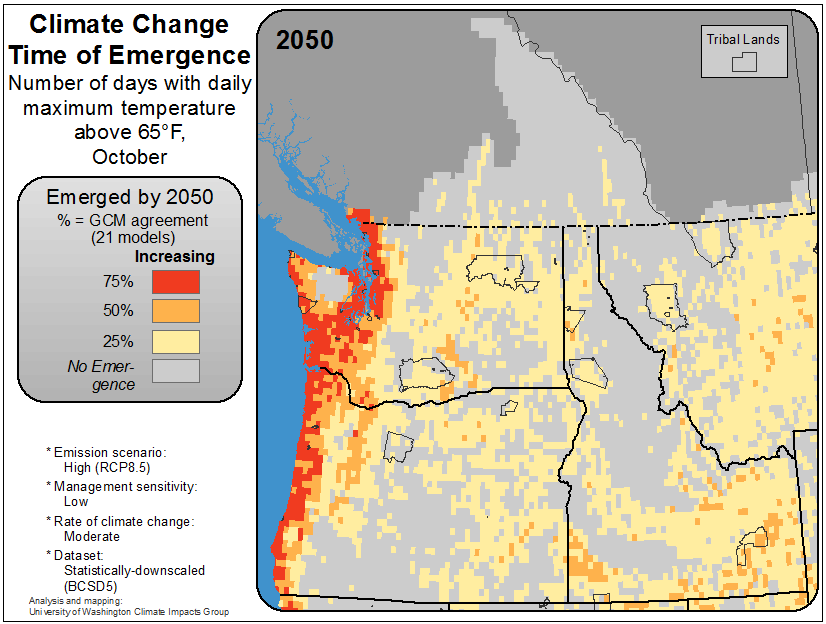 Climate Change
Time of Emergence
Number of days with daily
maximum temperature
above 65°F,
October
Emerged by 2050
% = GCM agreement
(21 models)
Increasing
75%
50%
25%
No Emer-
gence
* Emission scenario:
High (RCP8.5)
* Management sensitivity:
Low
* Rate of climate change:
Moderate
* Dataset:
Statistically-downscaled
(BCSD5)
Analysis and mapping:
University of Washington Climate Impacts Group
2050
Tribal Lands